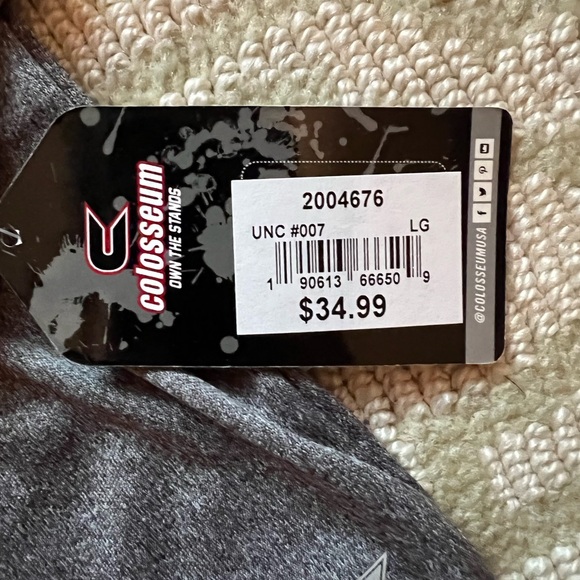 colosseum
OWN THE STANDS
2004676
UNC #007 LG
1 90613 66650 9
$34.99
@COLOSSEUMUSA